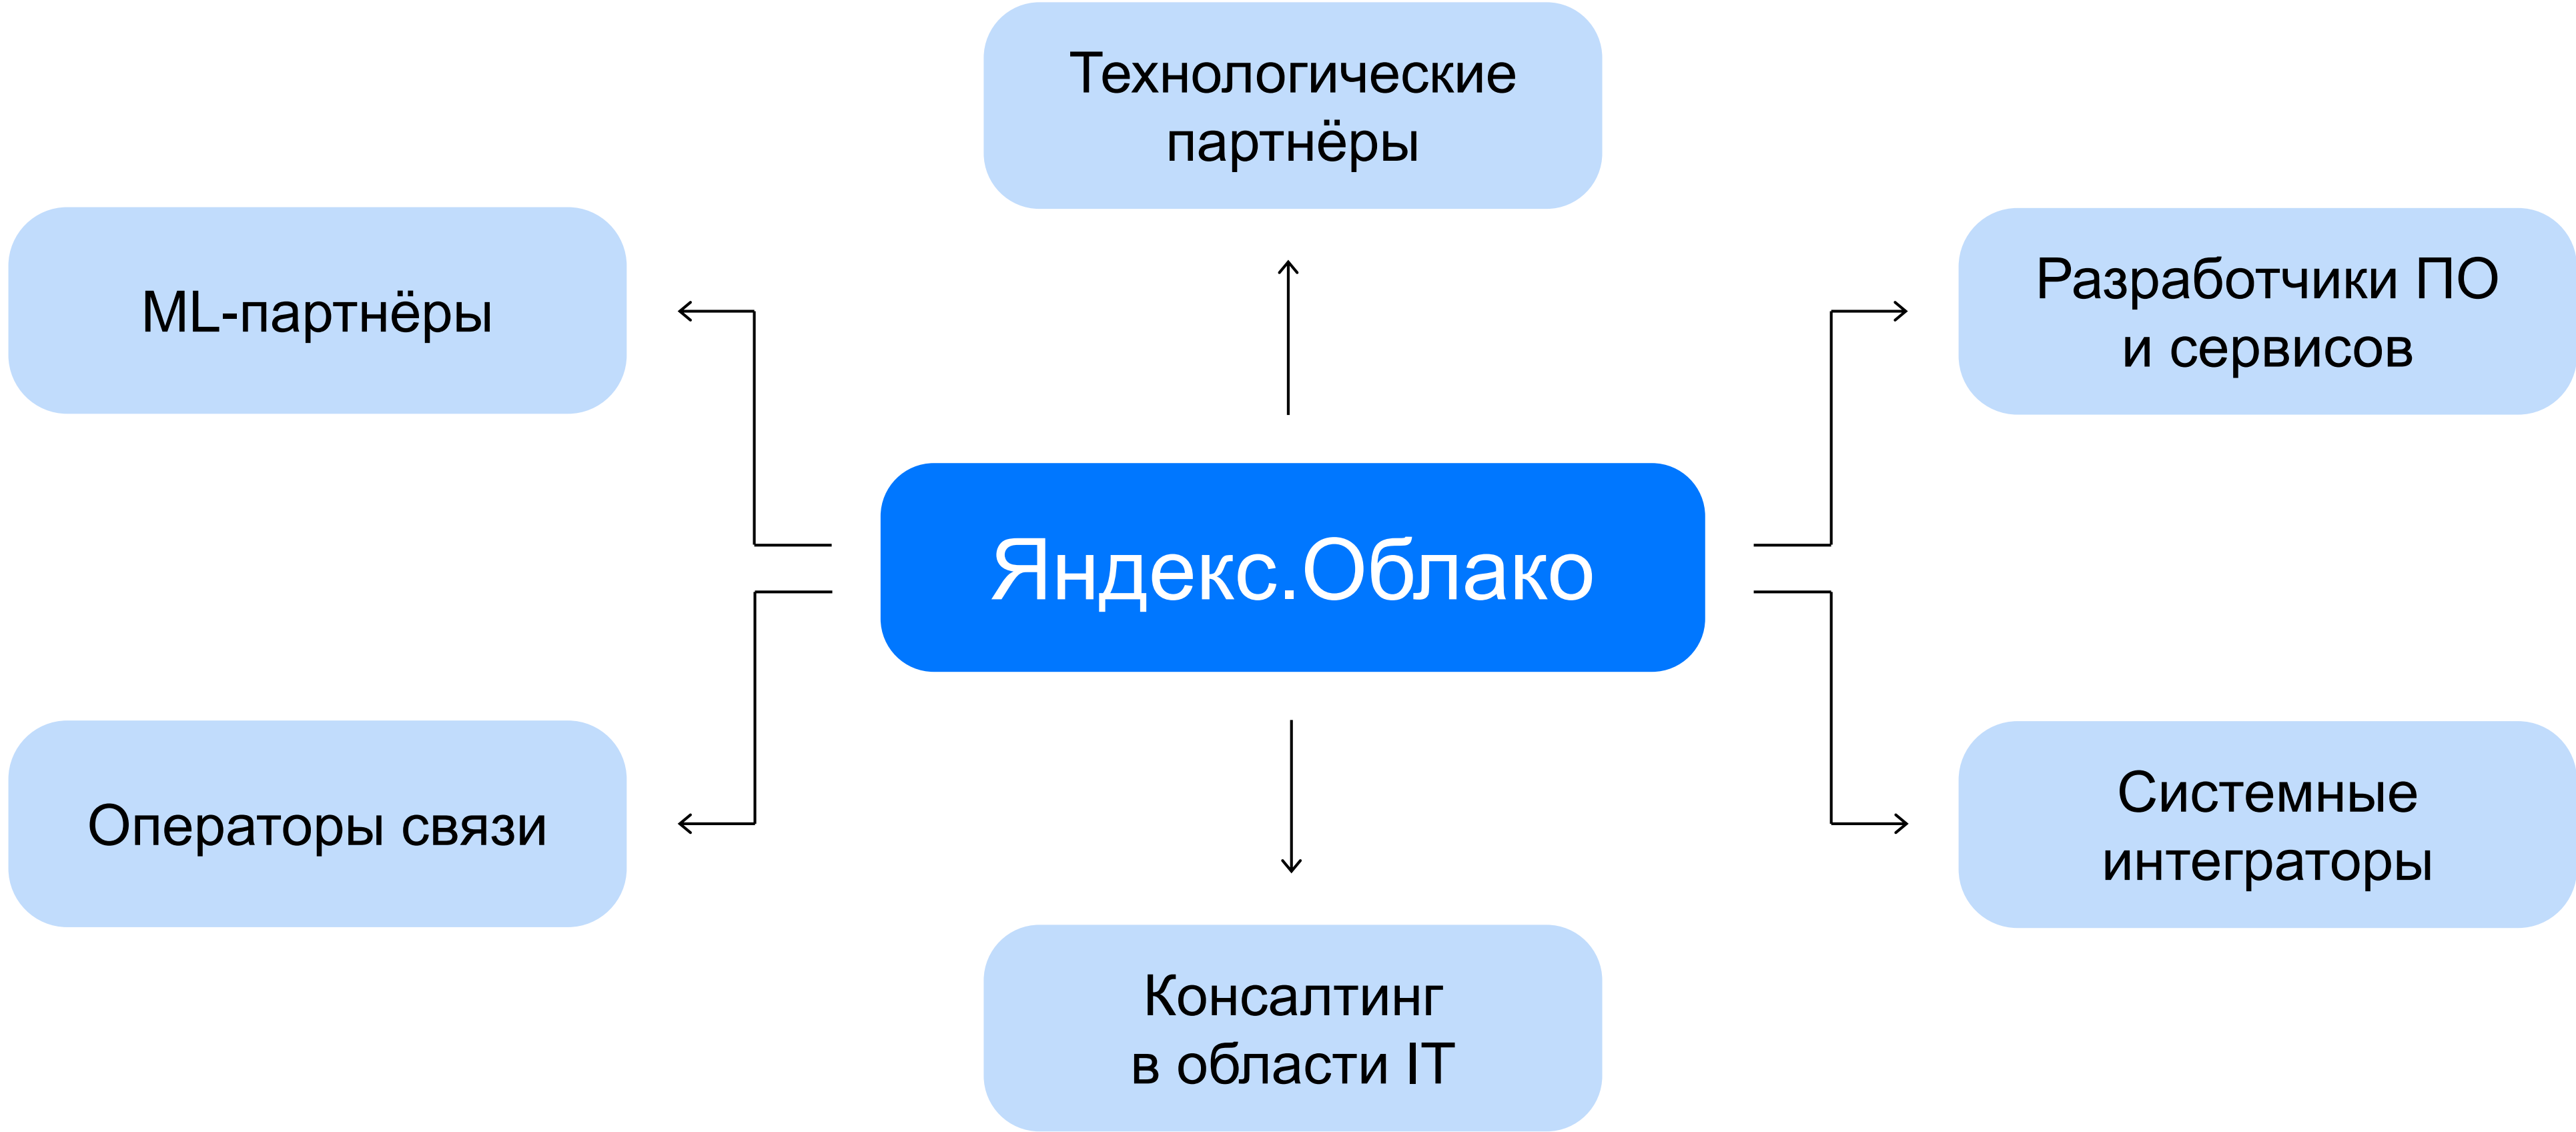 Технологические
партнёры
ML-партнёры
Разработчики ПО
и сервисов
Яндекс.Облако
Операторы связи
Системные
интеграторы
Консалтинг
в области IT